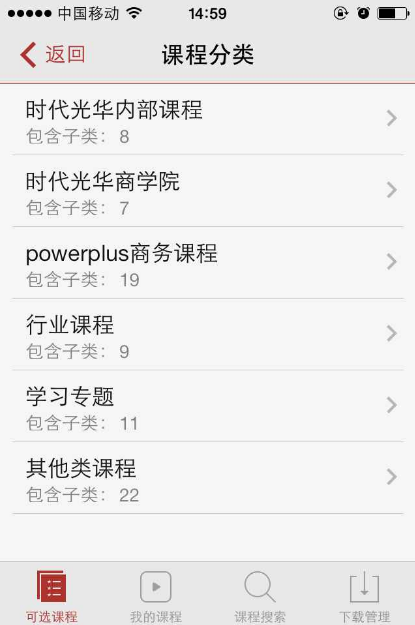 中国移动 14:59
返回 课程分类
时代光华内部课程
包含子类：8
时代光华商学院
包含子类：7
powerplus商务课程
包含子类：19
行业课程
包含子类：9
学习专题
包含子类：11
其他类课程
包含子类：22
可选课程 我的课程 课程搜索 下载管理